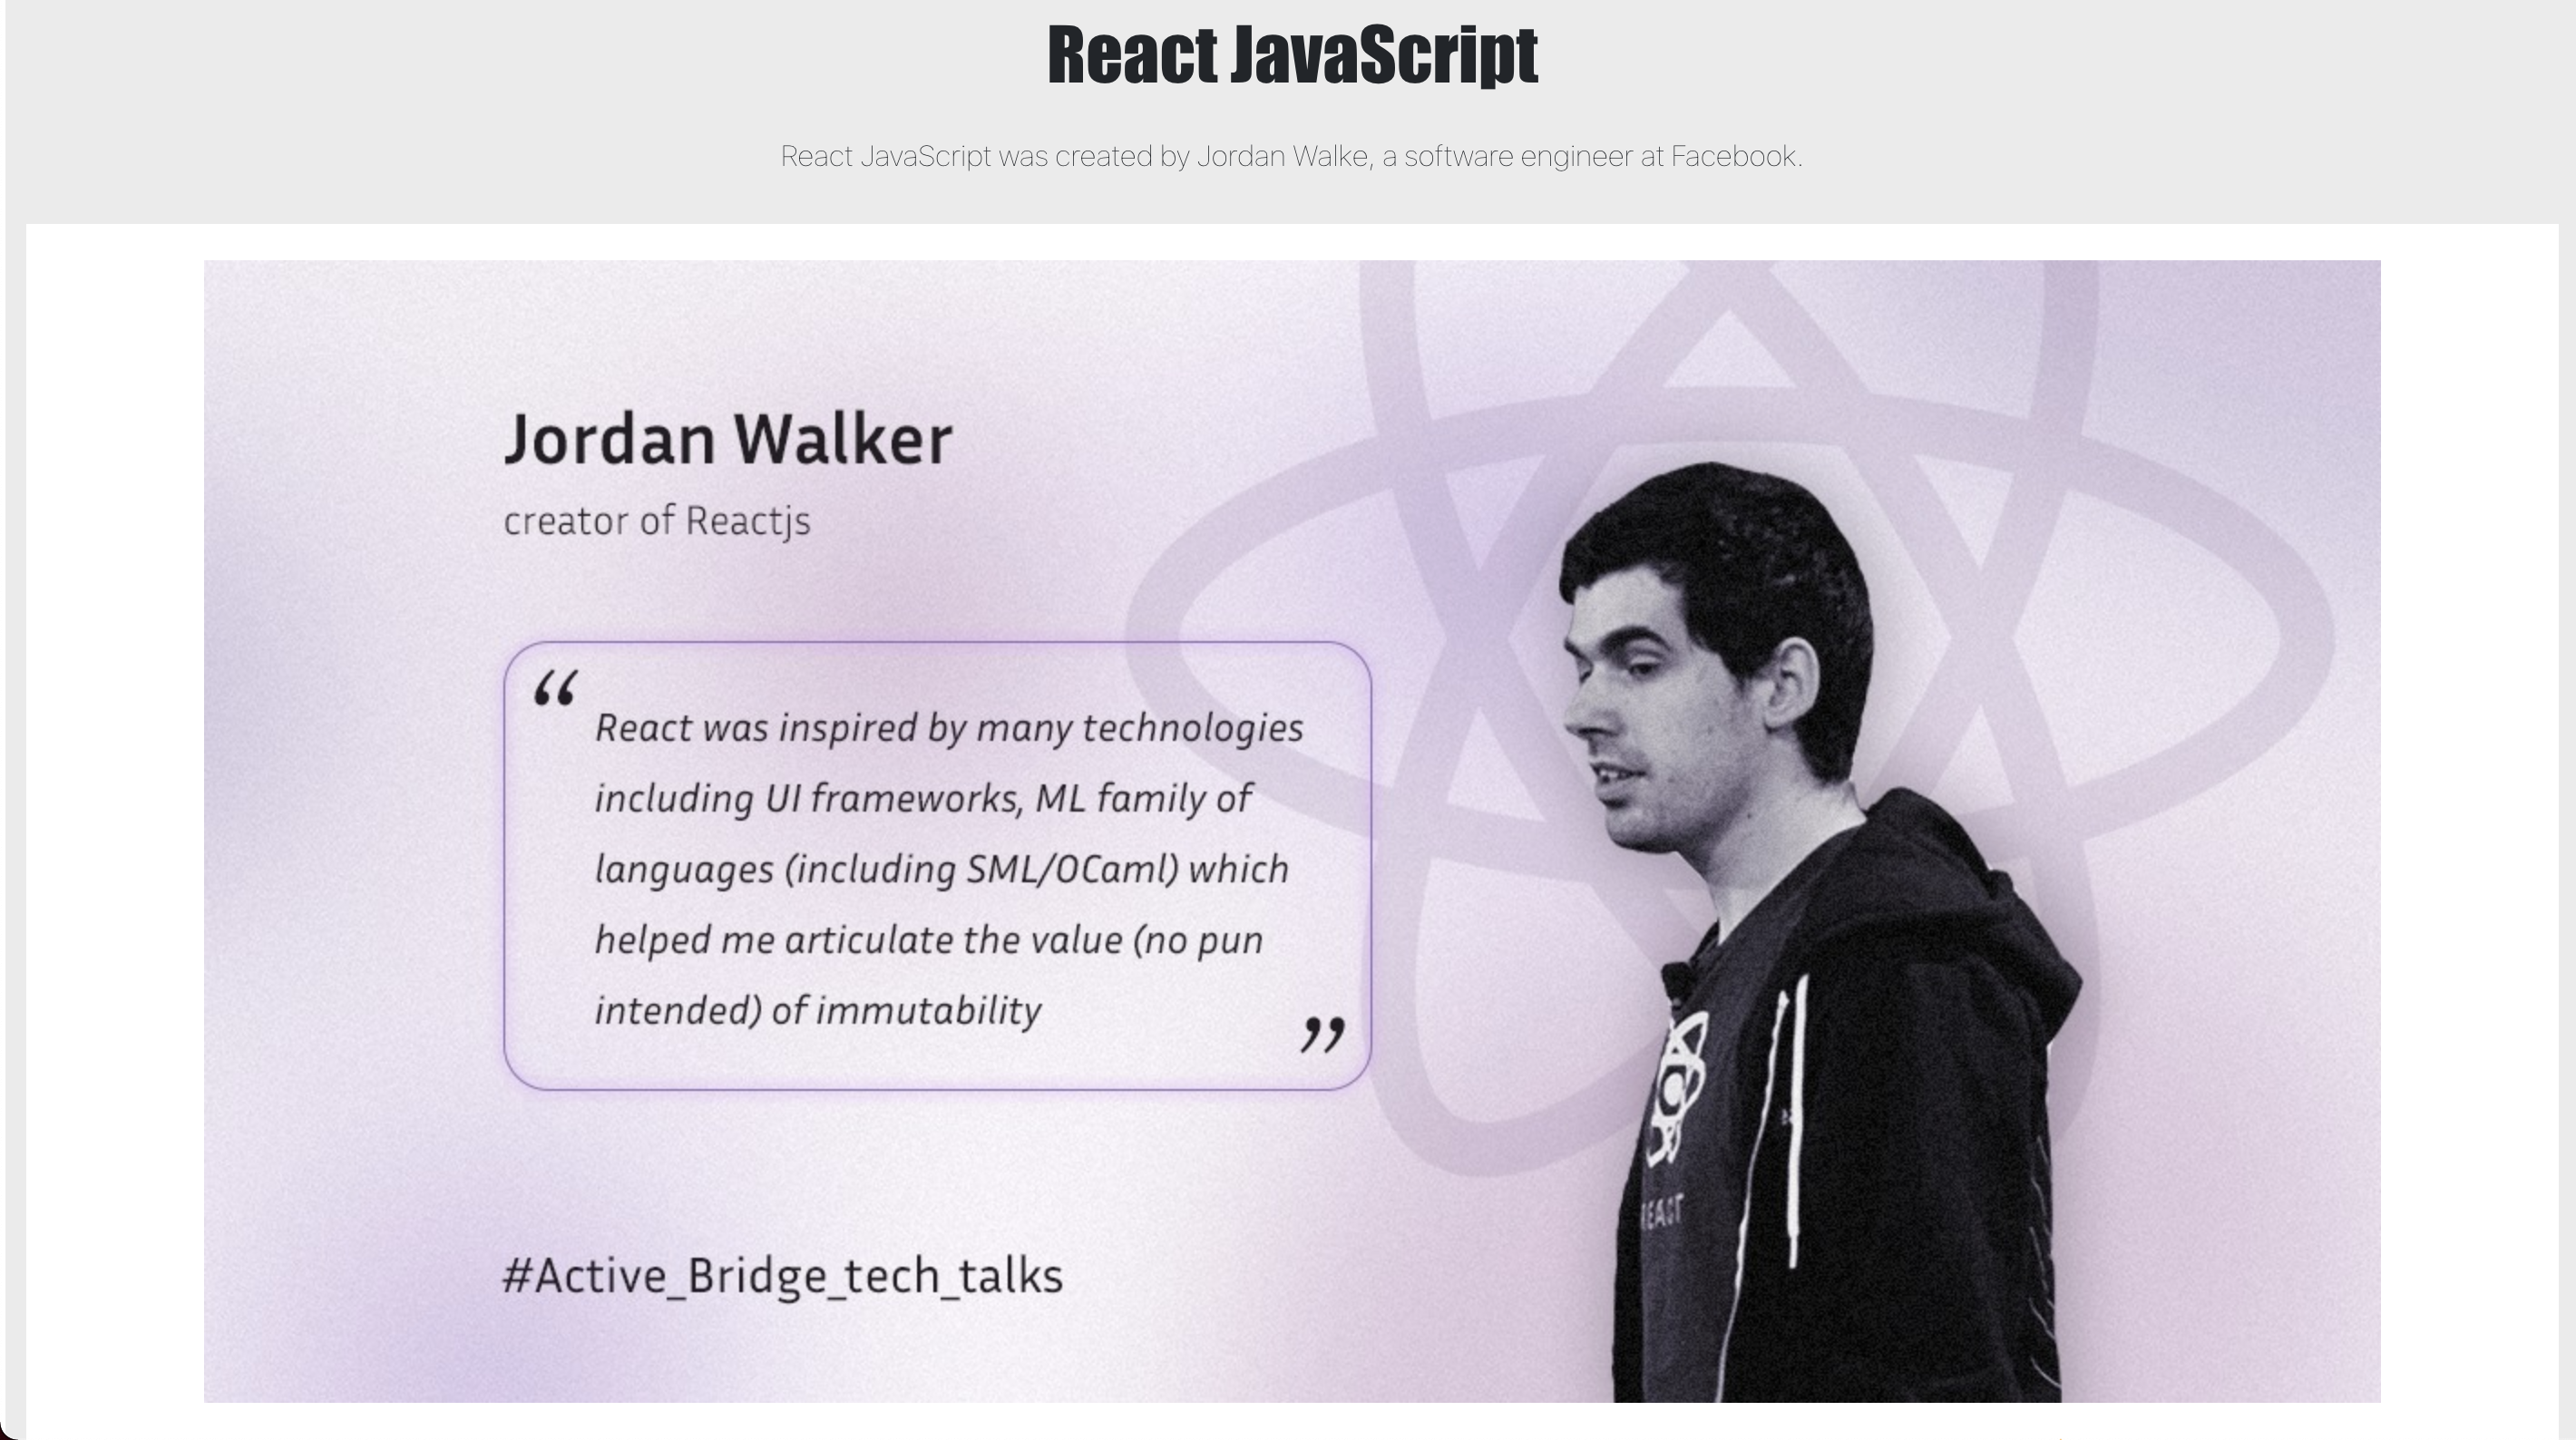 React JavaScript
React JavaScript was created by Jordan Walke, a software engineer at Facebook.
Jordan Walker
creator of Reactjs
“ React was inspired by many technologies
including UI frameworks, ML family of
languages (including SML/OCaml) which
helped me articulate the value (no pun
intended) of immutability ”
REACT
#Active_Bridge_tech_talks